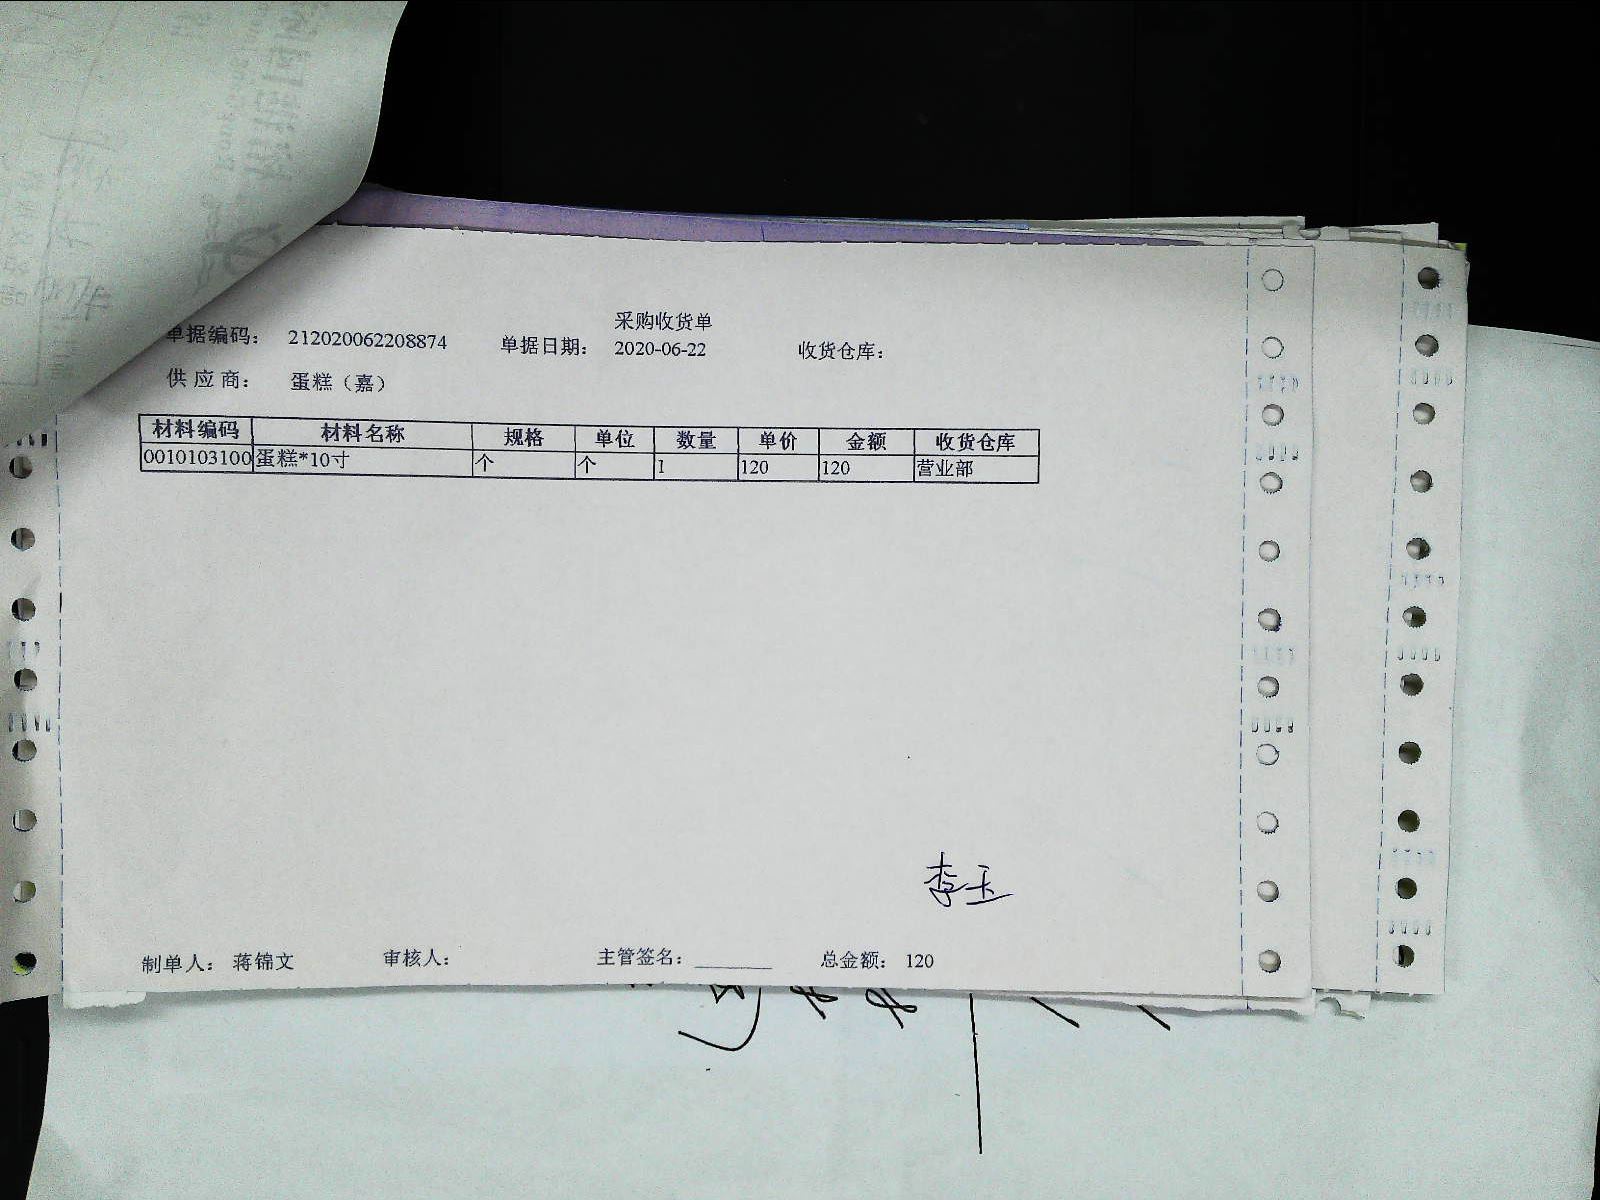 采购收货单
单据编码： 212020062208874 单据日期： 2020-06-22 收货仓库：
供应商： 蛋糕（嘉）
材料编码 材料名称 规格 单位 数量 单价 金额 收货仓库
0010103100 蛋糕*10寸 个 个 1 120 120 营业部
李玉
制单人： 蒋锦文 审核人： 主管签名：________ 总金额： 120